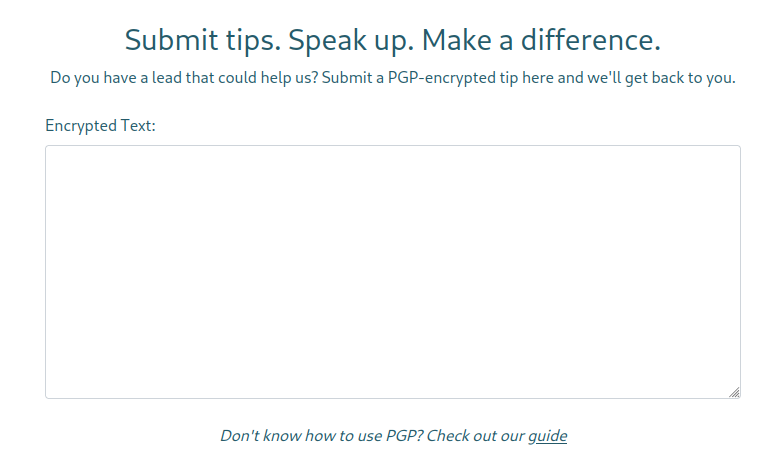 Submit tips. Speak up. Make a difference.
Do you have a lead that could help us? Submit a PGP-encrypted tip here and we'll get back to you.
Encrypted Text:
Don't know how to use PGP? Check out our guide